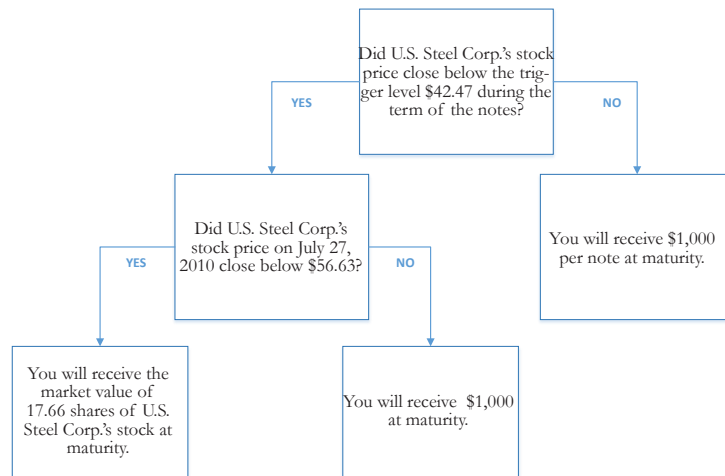 Did U.S. Steel Corp.'s stock
price close below the trig-
ger level $42.47 during the
term of the notes?
YES
NO
Did U.S. Steel Corp.'s
stock price on July 27,
2010 close below $56.63?
You will receive $1,000
per note at maturity.
YES
NO
You will receive the
market value of
17.66 shares of U.S.
Steel Corp.'s stock at
maturity.
You will receive $1,000
at maturity.